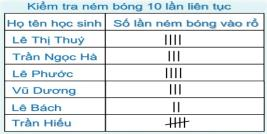 Kiểm tra ném bóng 10 lần liên tục
Họ tên học sinh Số lần ném bóng vào rổ
Lê Thị Thuý ||||
Trần Ngọc Hà |||
Lê Phước ||||
Vũ Dương |||
Lê Bách ||
Trần Hiếu